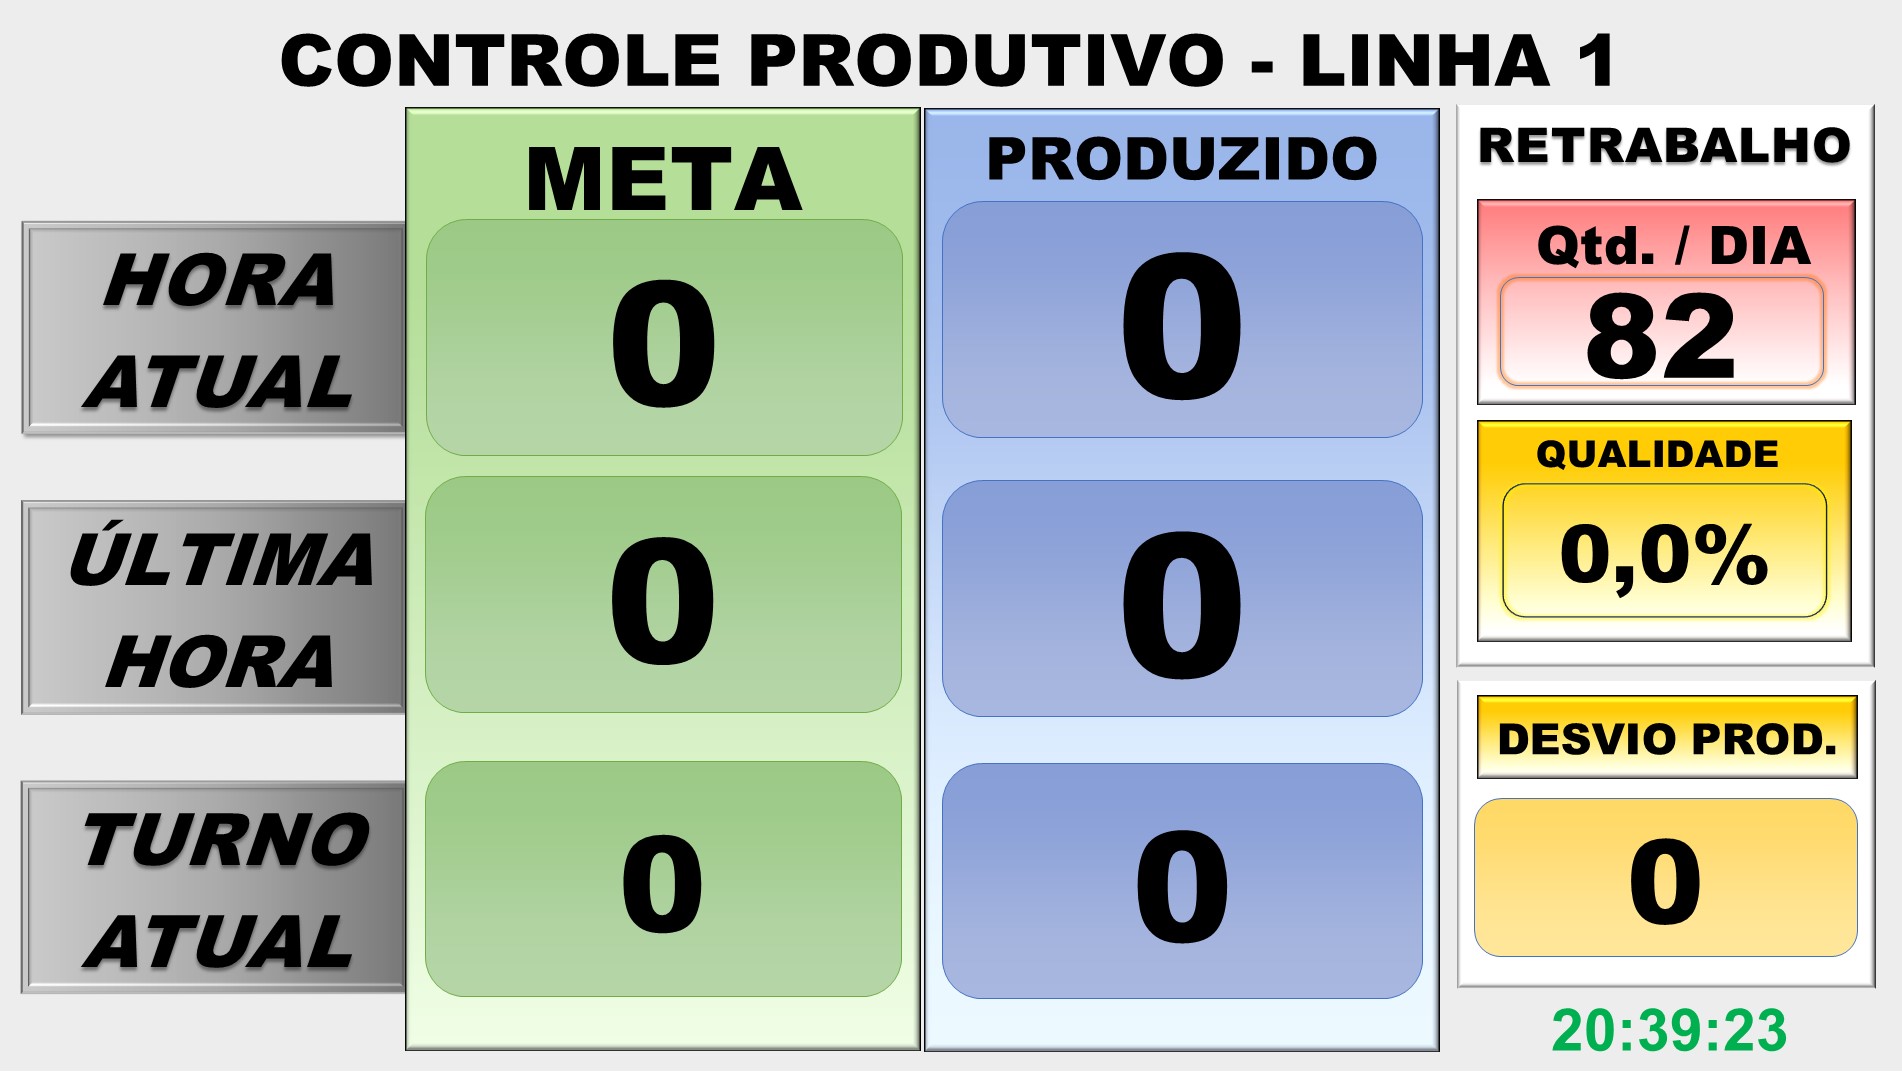 CONTROLE PRODUTIVO - LINHA 1
META
PRODUZIDO
HORA
ATUAL
0
0
ÚLTIMA
HORA
0
0
TURNO
ATUAL
0
0
RETRABALHO
Qtd. / DIA
82
QUALIDADE
0,0%
DESVIO PROD.
0
20:39:23